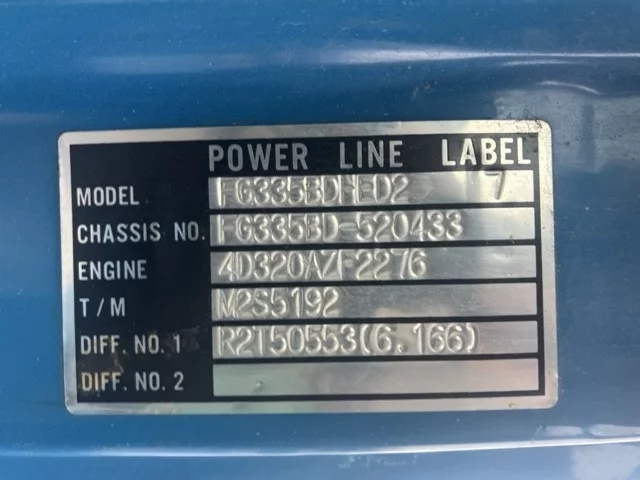 POWER LINE LABEL
MODEL FG335BDHED2 7
CHASSIS NO. FG335BD-520433
ENGINE 4D320AZF2276
T/M M2S5192
DIFF. NO. 1 R2T50553(6.166)
DIFF. NO. 2